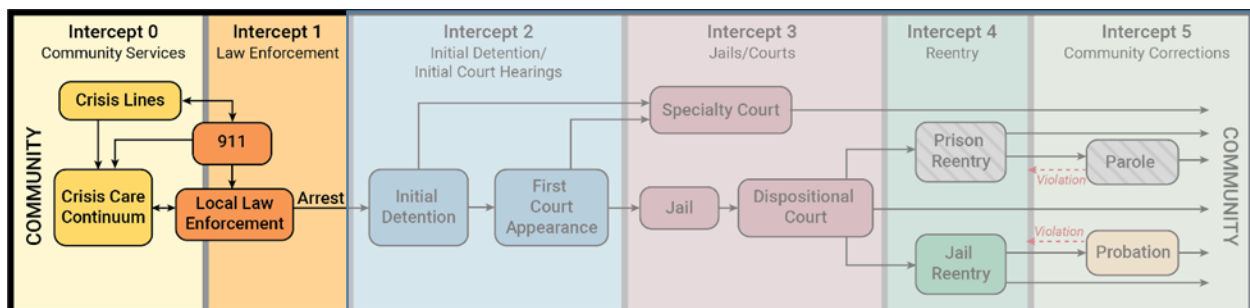 Intercept 0
Community Services
Intercept 1
Law Enforcement
Intercept 2
Initial Detention/
Initial Court Hearings
Intercept 3
Jails/Courts
Intercept 4
Reentry
Intercept 5
Community Corrections
COMMUNITY
Crisis Lines
911
Crisis Care
Continuum
Local Law
Enforcement
Arrest
Initial
Detention
First
Court
Appearance
Specialty Court
Jail
Dispositional
Court
Prison
Reentry
Parole
Violation
Jail
Reentry
Probation
Violation
COMMUNITY